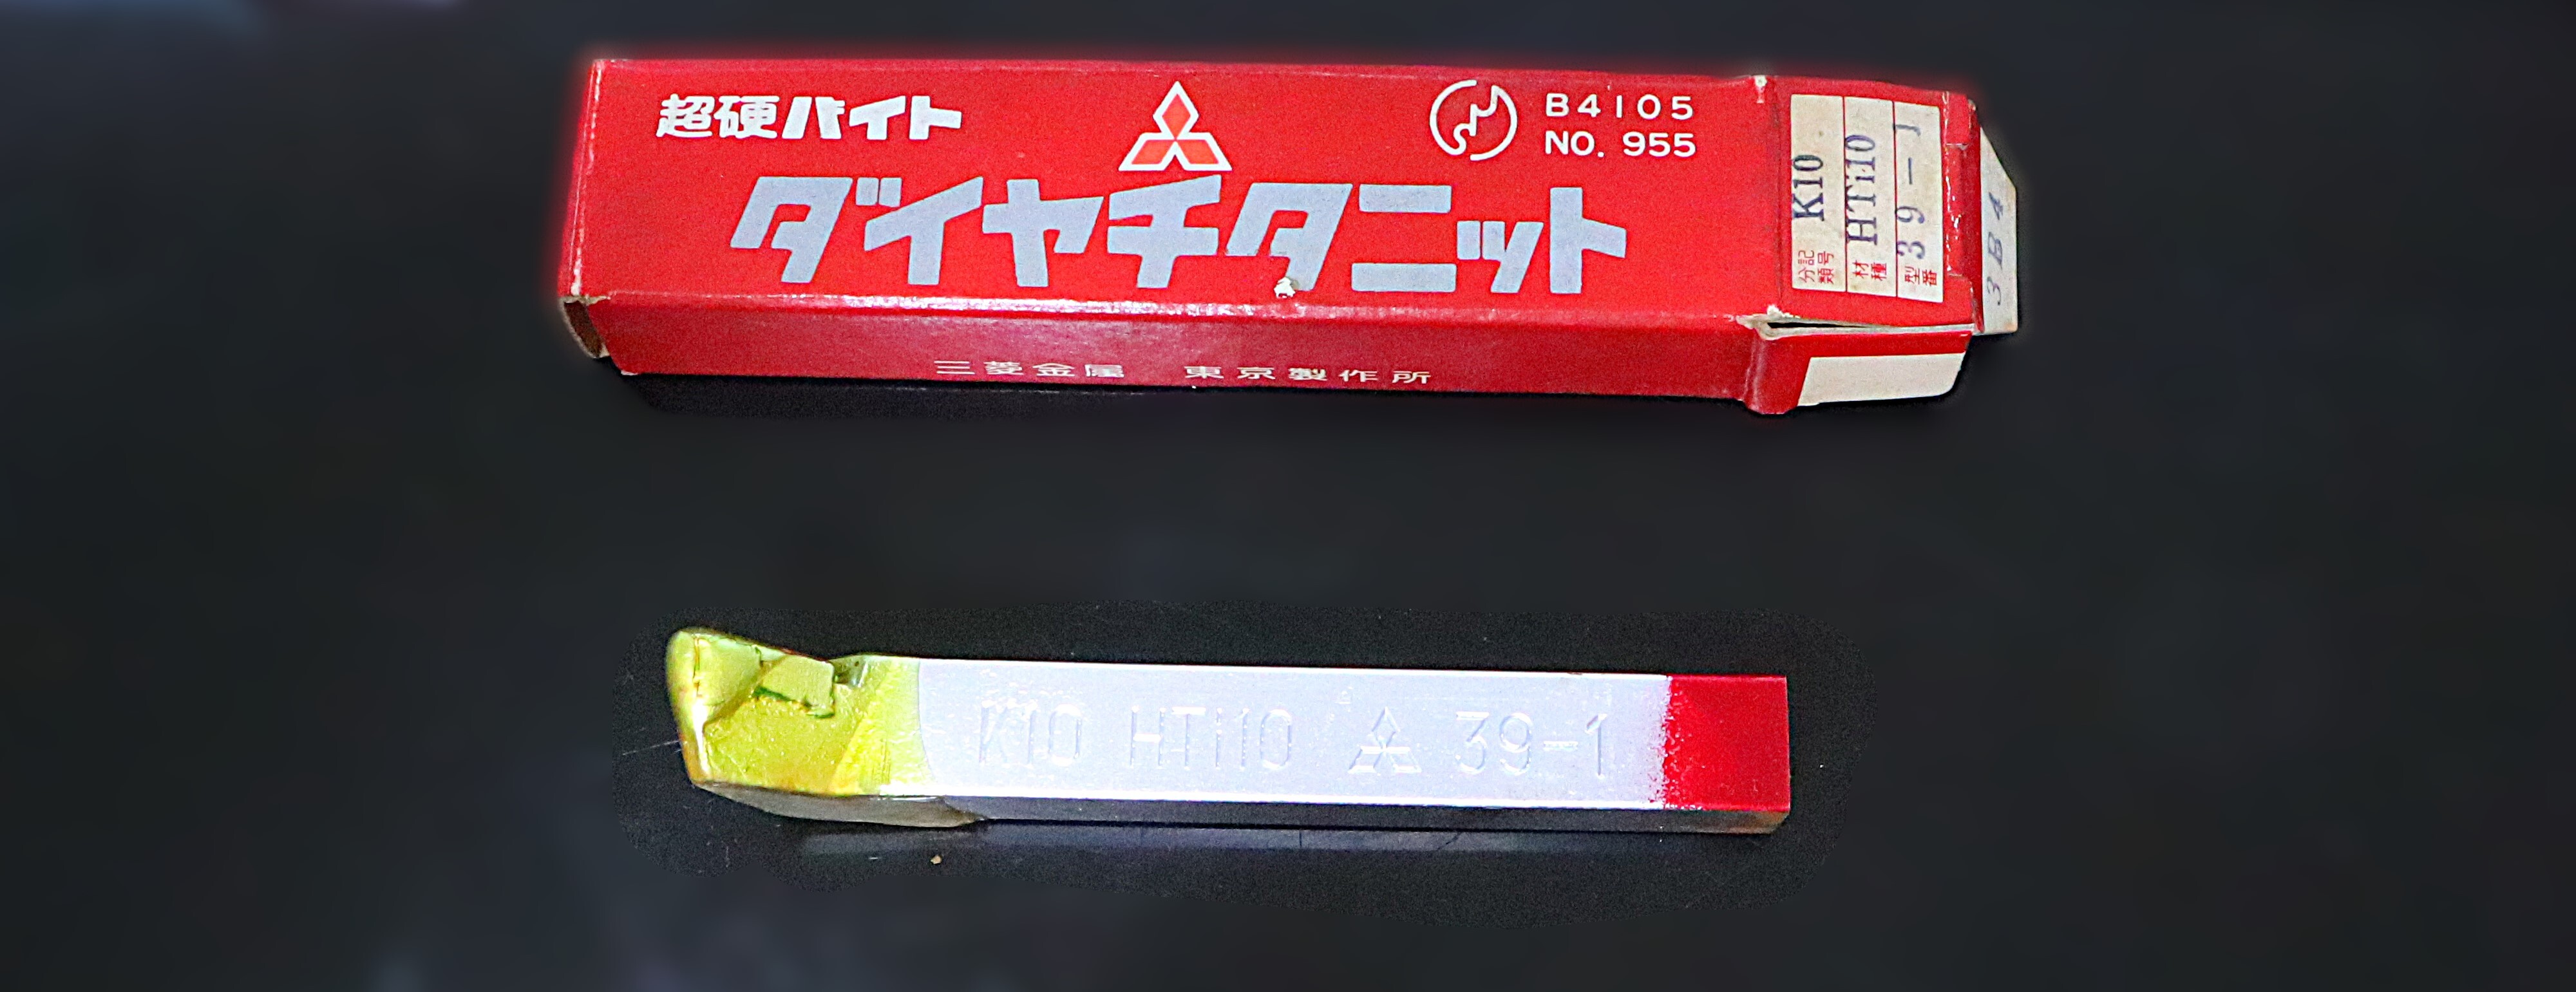 超硬バイト
B4105
NO. 955
ダイヤチタニット
三菱金属 東京製作所
分類記号 K10
材種 HTi10
型番 39-1
3B4
K10 HTi10 39-1